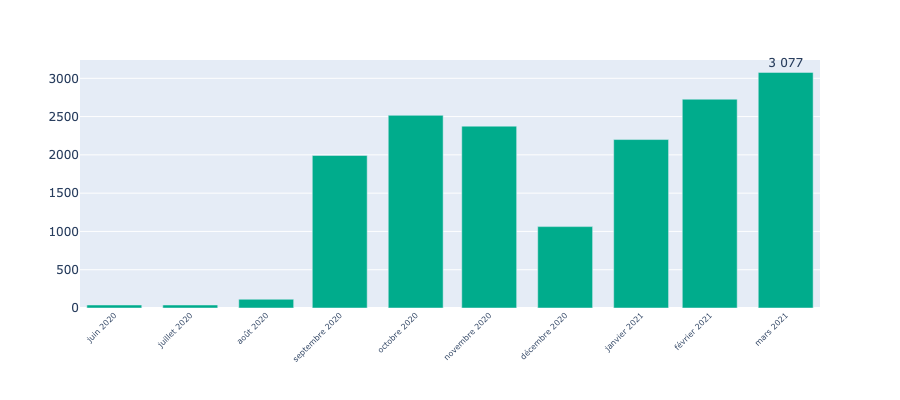 3 077
3000
2500
2000
1500
1000
500
0
juin 2020
juillet 2020
août 2020
septembre 2020
octobre 2020
novembre 2020
décembre 2020
janvier 2021
février 2021
mars 2021